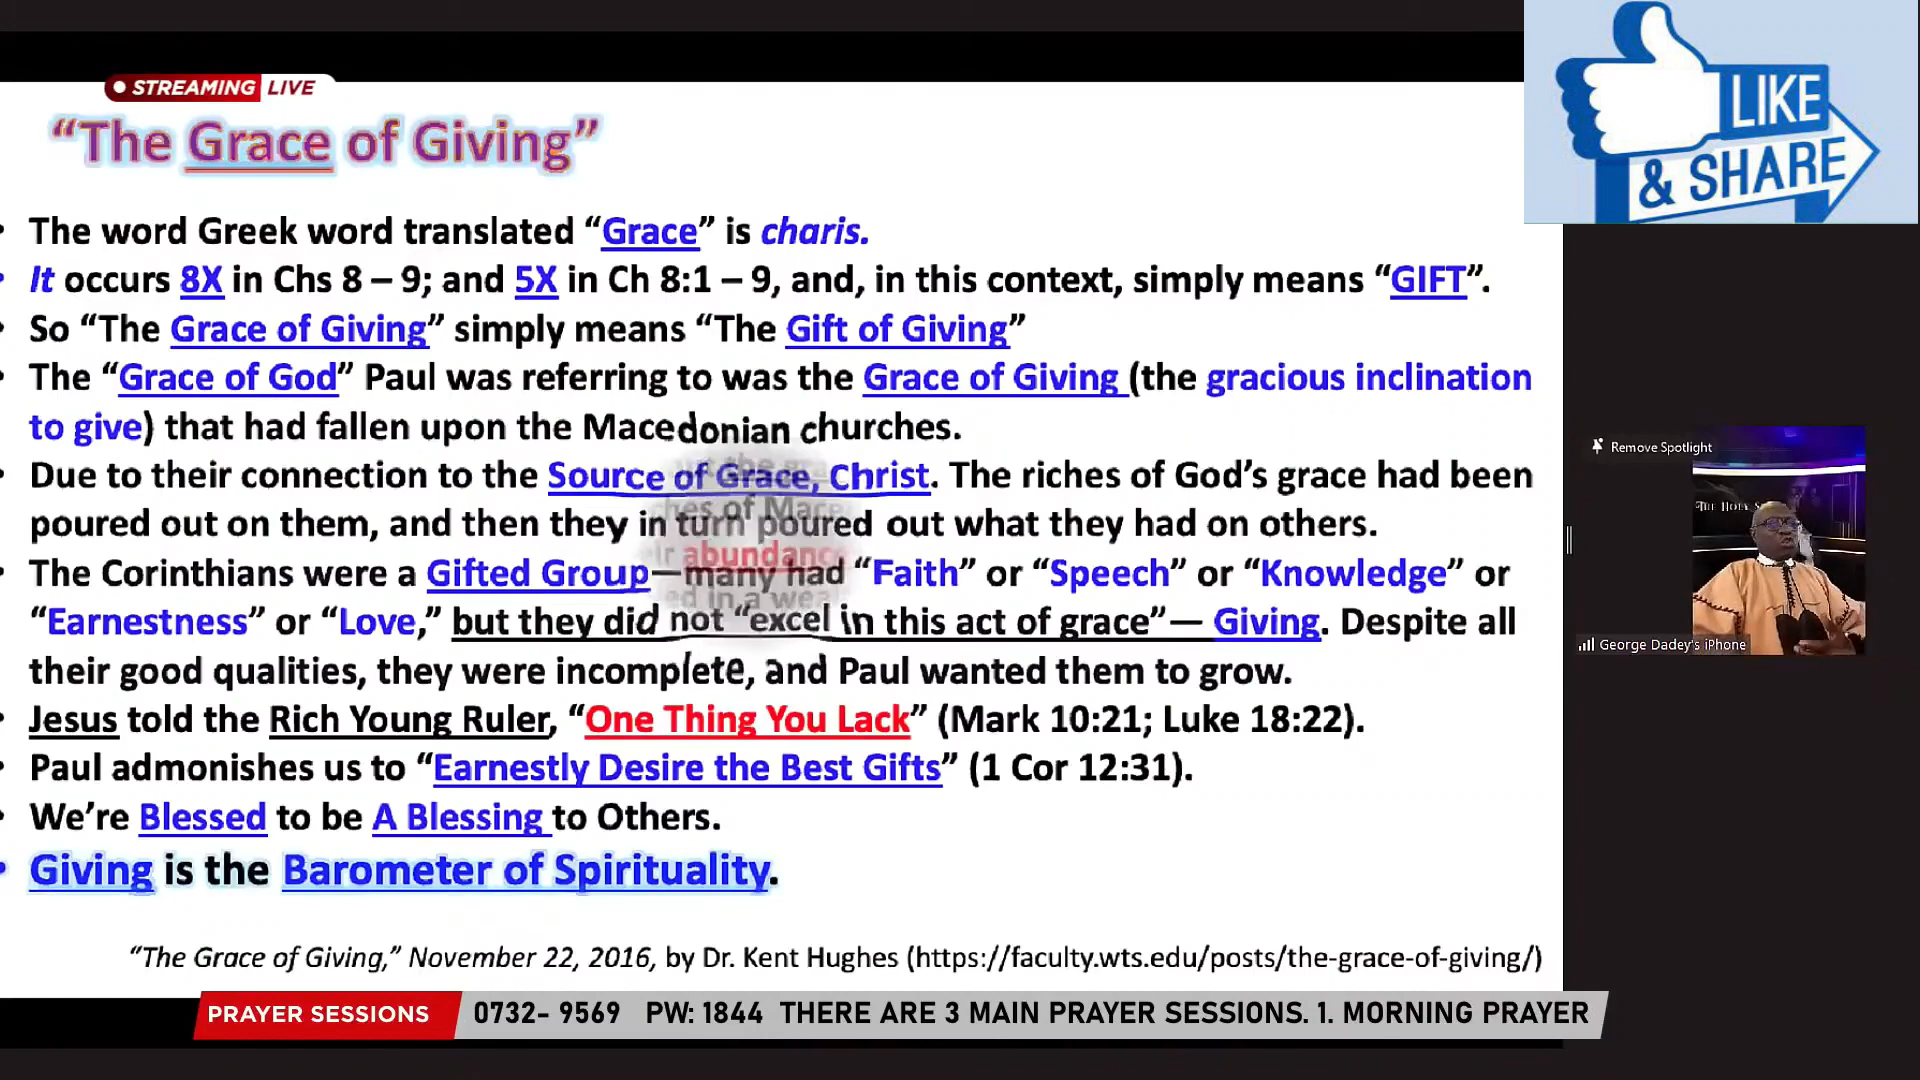 STREAMING LIVE
LIKE
& SHARE
“The Grace of Giving”
• The word Greek word translated “Grace” is charis.
• It occurs 8X in Chs 8 – 9; and 5X in Ch 8:1 – 9, and, in this context, simply means “GIFT”.
• So “The Grace of Giving” simply means “The Gift of Giving”
• The “Grace of God” Paul was referring to was the Grace of Giving (the gracious inclination
to give) that had fallen upon the Macedonian churches.
• Due to their connection to the Source of Grace, Christ. The riches of God’s grace had been
poured out on them, and then they in turn poured out what they had on others.
• The Corinthians were a Gifted Group—many had “Faith” or “Speech” or “Knowledge” or
“Earnestness” or “Love,” but they did not “excel in this act of grace”— Giving. Despite all
their good qualities, they were incomplete, and Paul wanted them to grow.
• Jesus told the Rich Young Ruler, “One Thing You Lack” (Mark 10:21; Luke 18:22).
• Paul admonishes us to “Earnestly Desire the Best Gifts” (1 Cor 12:31).
• We’re Blessed to be A Blessing to Others.
• Giving is the Barometer of Spirituality.
“The Grace of Giving,” November 22, 2016, by Dr. Kent Hughes (https://faculty.wts.edu/posts/the-grace-of-giving/)
Remove Spotlight
George Dadey's iPhone
PRAYER SESSIONS 0732- 9569 PW: 1844 THERE ARE 3 MAIN PRAYER SESSIONS. 1. MORNING PRAYER